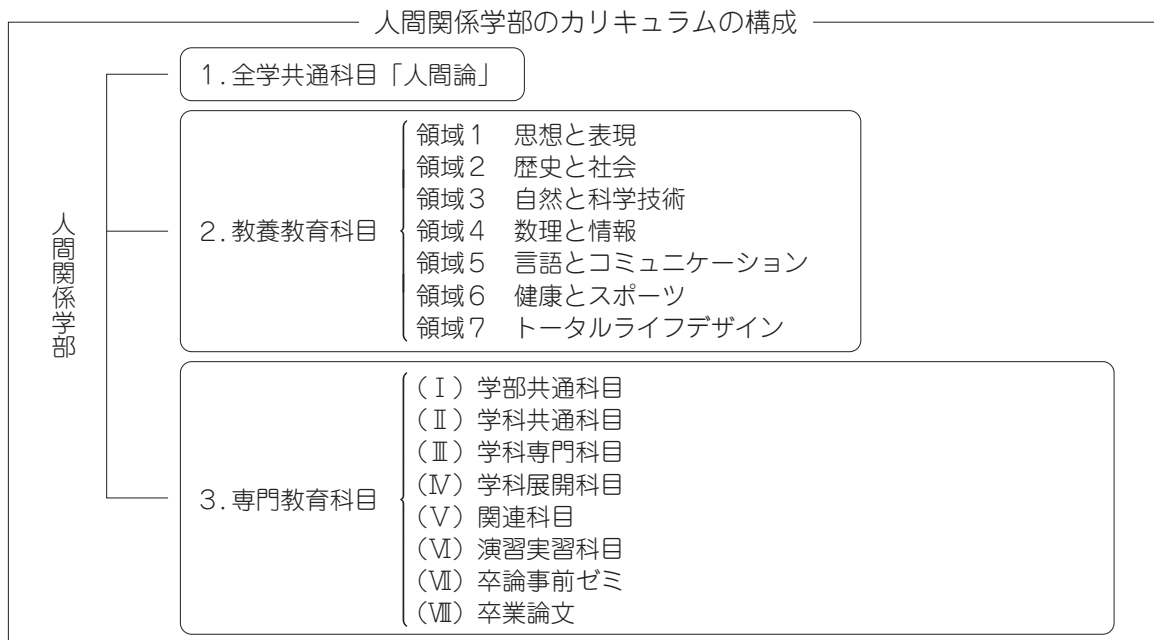 人間関係学部のカリキュラムの構成
人間関係学部
1.全学共通科目「人間論」
2.教養教育科目
領域1 思想と表現
領域2 歴史と社会
領域3 自然と科学技術
領域4 数理と情報
領域5 言語とコミュニケーション
領域6 健康とスポーツ
領域7 トータルライフデザイン
3.専門教育科目
(Ⅰ)学部共通科目
(Ⅱ)学科共通科目
(Ⅲ)学科専門科目
(Ⅳ)学科展開科目
(Ⅴ)関連科目
(Ⅵ)演習実習科目
(Ⅶ)卒論事前ゼミ
(Ⅷ)卒業論文